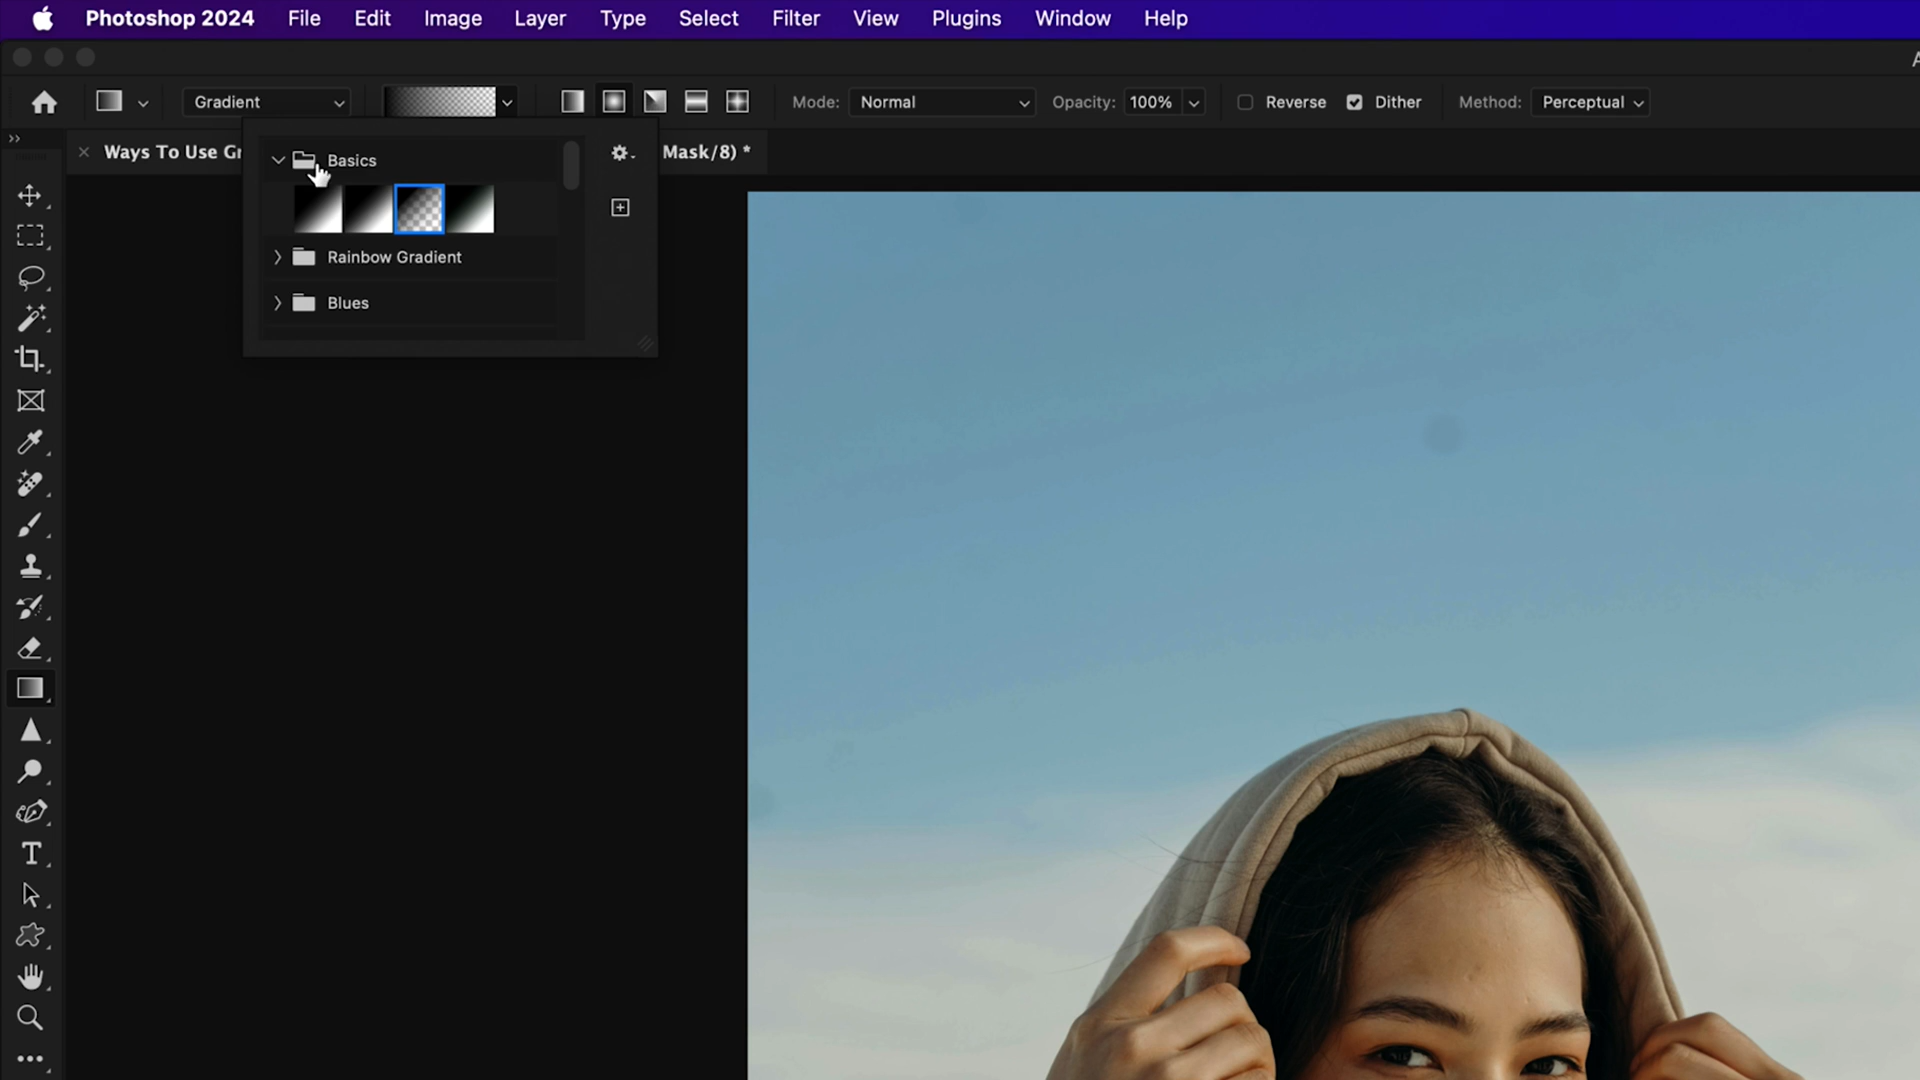 Photoshop 2024 File Edit Image Layer Type Select Filter View Plugins Window Help
Gradient Mode: Normal Opacity: 100% Reverse Dither Method: Perceptual
Ways To Use Gr Mask/8) *
Basics
Rainbow Gradient
Blues